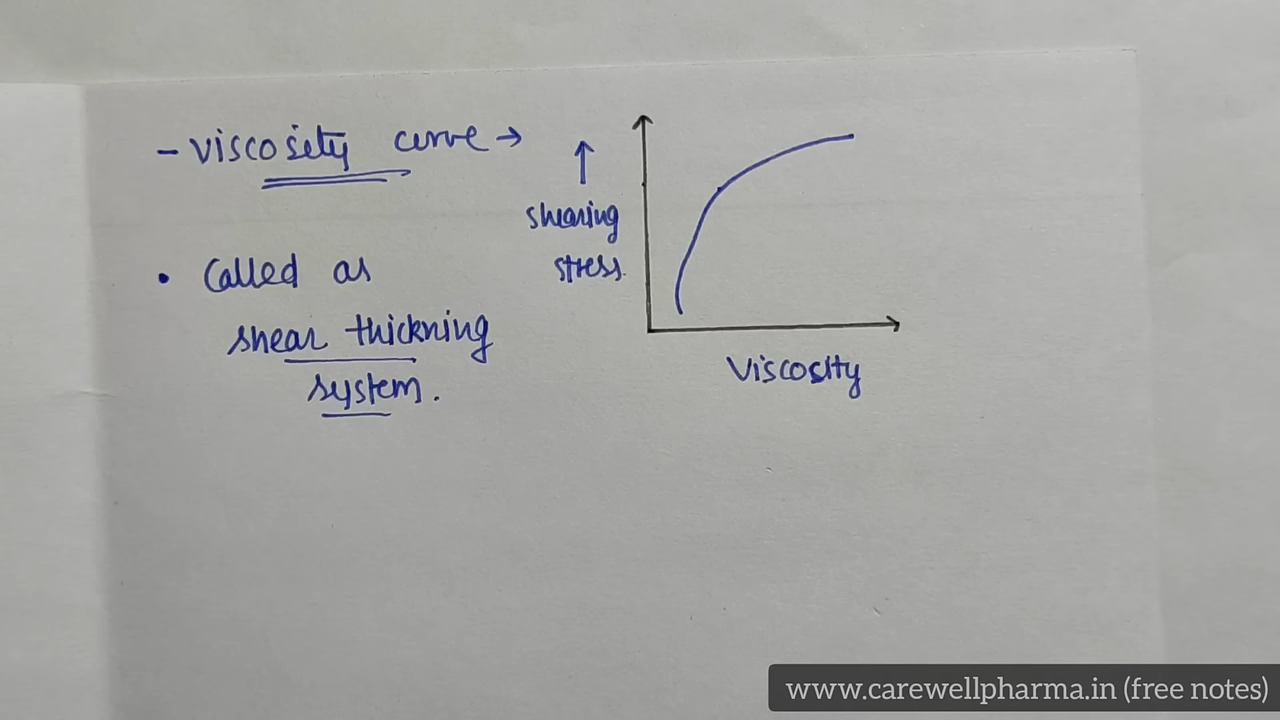 - viscosity curve →
↑
shearing
stress.
• Called as
shear thickning
system.
Viscosity
www.carewellpharma.in (free notes)